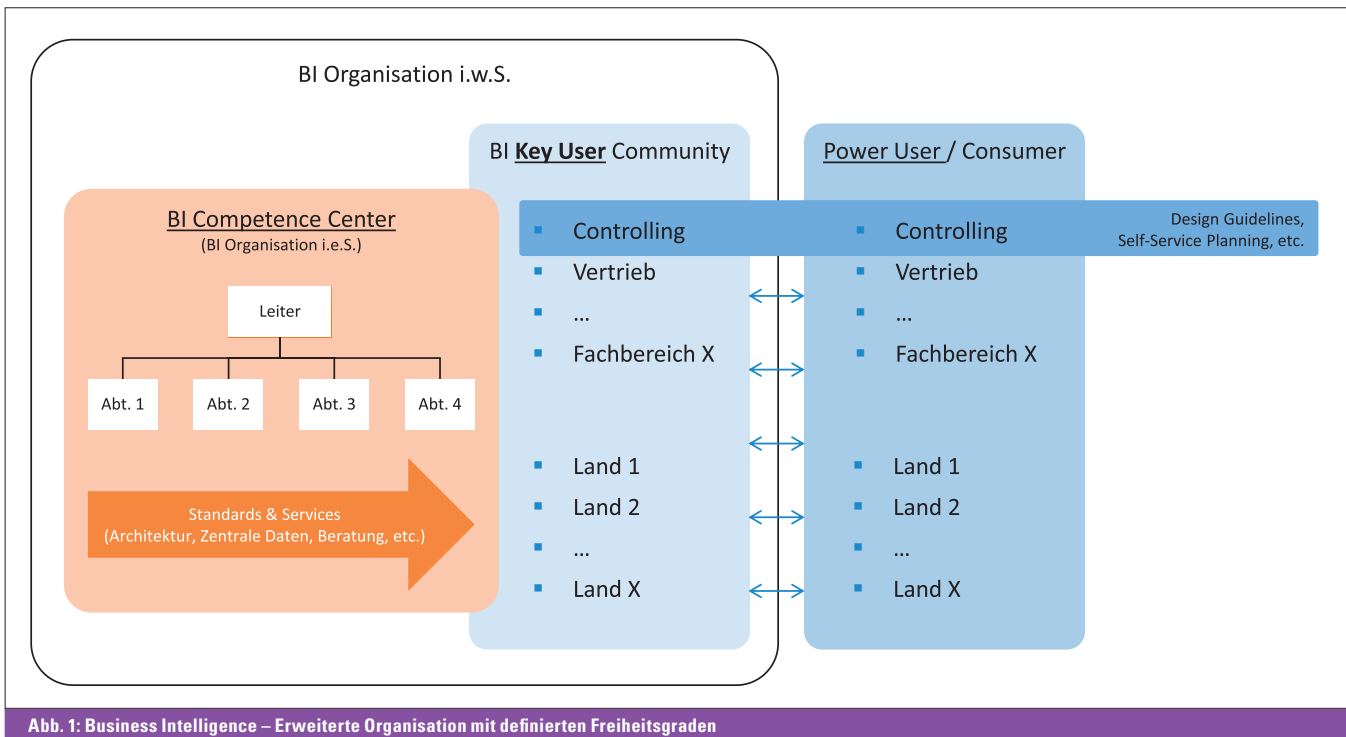 BI Organisation i.w.S.
BI Competence Center
(BI Organisation i.e.S.)
Leiter
Abt. 1
Abt. 2
Abt. 3
Abt. 4
Standards & Services
(Architektur, Zentrale Daten, Beratung, etc.)
BI Key User Community
Controlling
Vertrieb
...
Fachbereich X
Land 1
Land 2
...
Land X
Power User / Consumer
Controlling
Vertrieb
...
Fachbereich X
Land 1
Land 2
...
Land X
Design Guidelines,
Self-Service Planning, etc.
Abb. 1: Business Intelligence – Erweiterte Organisation mit definierten Freiheitsgraden